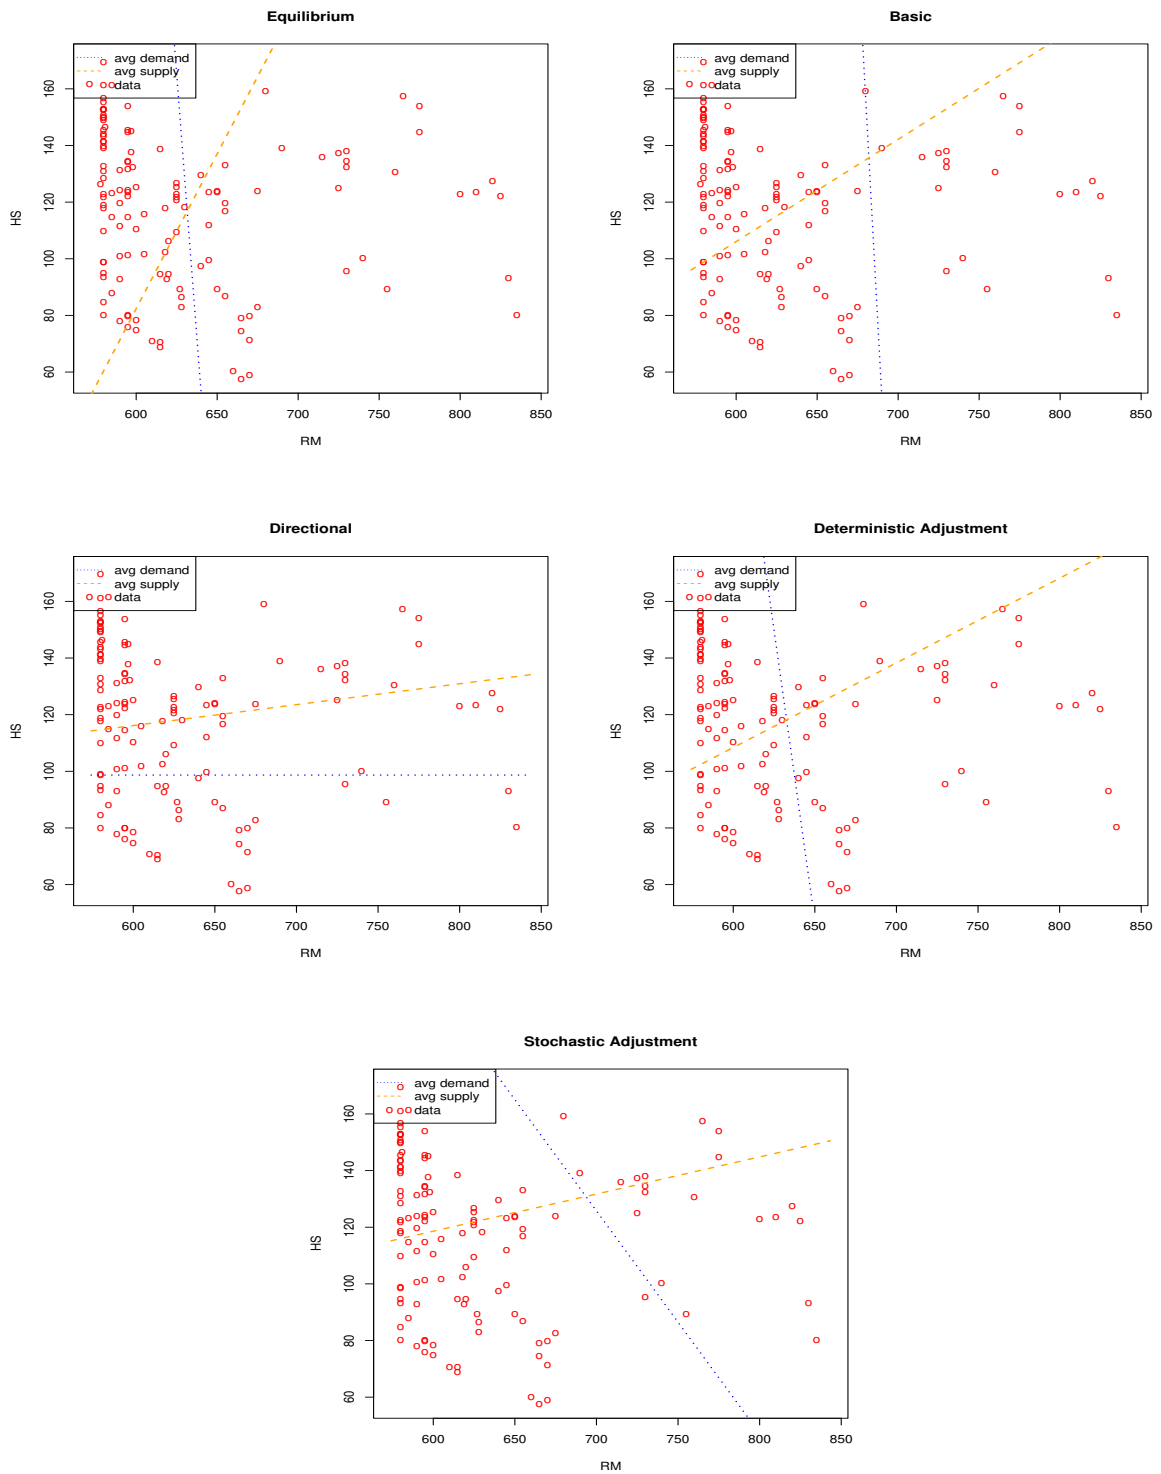 Equilibrium
avg demand
avg supply
data
HS
60 80 100 120 140 160
600 650 700 750 800 850
RM
Basic
avg demand
avg supply
data
HS
60 80 100 120 140 160
600 650 700 750 800 850
RM
Directional
avg demand
avg supply
data
HS
60 80 100 120 140 160
600 650 700 750 800 850
RM
Deterministic Adjustment
avg demand
avg supply
data
HS
60 80 100 120 140 160
600 650 700 750 800 850
RM
Stochastic Adjustment
avg demand
avg supply
data
HS
60 80 100 120 140 160
600 650 700 750 800 850
RM